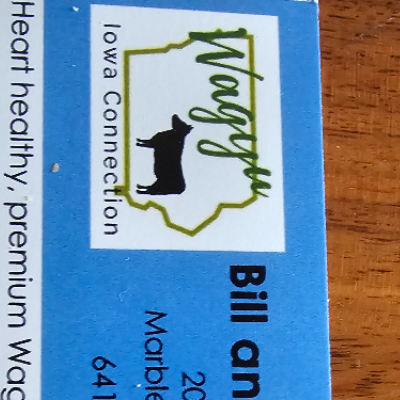 Wagyu
Iowa Connection
Bill an
20
Marble
641
Heart healthy, premium Wag